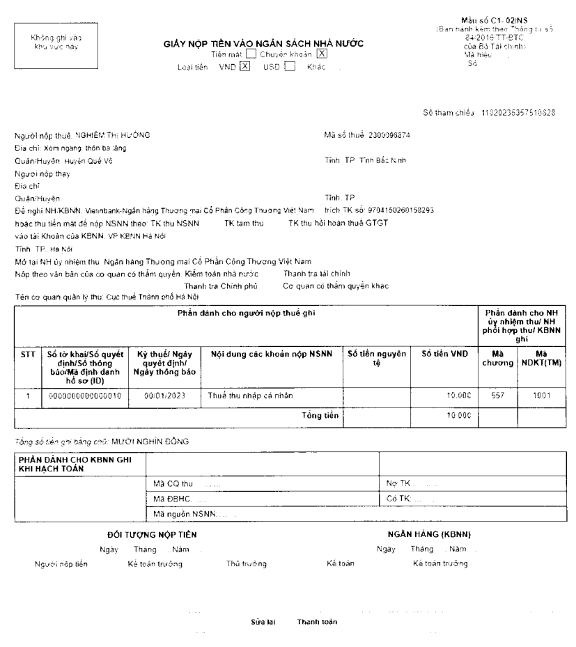 Không ghi vào
khu vực này
GIẤY NỘP TIỀN VÀO NGÂN SÁCH NHÀ NƯỚC
Tiền mặt Chuyển khoản X
Loại tiền VND X USD Khác
Mẫu số C1- 02/NS
(Ban hành kèm theo Thông tư số
84/2016/TT-BTC
của Bộ Tài chính)
Mã hiệu
Số
Số tham chiếu
Người nộp thuế: NGHIÊM THỊ HƯỜNG Mã số thuế: 2300096874
Địa chỉ: Xóm ngang, thôn ba lăng
Quận/Huyện: Huyện Quế Võ Tỉnh, TP: Tỉnh Bắc Ninh
Người nộp thay
Địa chỉ
Quận/Huyện Tỉnh, TP
Đề nghị NH/KBNN: Vietinbank-Ngân hàng Thương mại Cổ Phần Công Thương Việt Nam trích TK số: 9704150260158293
hoặc thu tiền mặt để nộp NSNN theo: TK thu NSNN TK tạm thu TK thu hồi hoàn thuế GTGT
vào tài khoản của KBNN: VP KBNN Hà Nội
Tỉnh, TP: Hà Nội
Mở tại NH ủy nhiệm thu: Ngân hàng Thương mại Cổ Phần Công Thương Việt Nam
Nộp theo văn bản của cơ quan có thẩm quyền: Kiểm toán nhà nước Thanh tra tài chính
Thanh tra Chính phủ Cơ quan có thẩm quyền khác
Tên cơ quan quản lý thu: Cục thuế Thành phố Hà Nội
Phần dành cho người nộp thuế ghi
Phần dành cho NH
ủy nhiệm thu/ NH
phối hợp thu/ KBNN
ghi
STT Số tờ khai/Số quyết định/Số thông báo/Mã định danh hồ sơ (ID) Kỳ thuế/ Ngày quyết định/ Ngày thông báo Nội dung các khoản nộp NSNN Số tiền nguyên tệ Số tiền VND Mã chương Mã NDKT(TM)
1 0000000000000010 00/01/2023 Thuế thu nhập cá nhân 10.000 557 1001
Tổng tiền 10.000
Tổng số tiền ghi bằng chữ: MƯỜI NGHÌN ĐỒNG
PHẦN DÀNH CHO KBNN GHI
KHI HẠCH TOÁN
Mã CQ thu Nợ TK
Mã ĐBHC Có TK:
Mã nguồn NSNN
ĐỐI TƯỢNG NỘP TIỀN NGÂN HÀNG (KBNN)
Ngày Tháng Năm Ngày Tháng Năm
Người nộp tiền Kế toán trưởng Thủ trưởng Kế toán Kế toán trưởng
Sửa lại Thanh toán